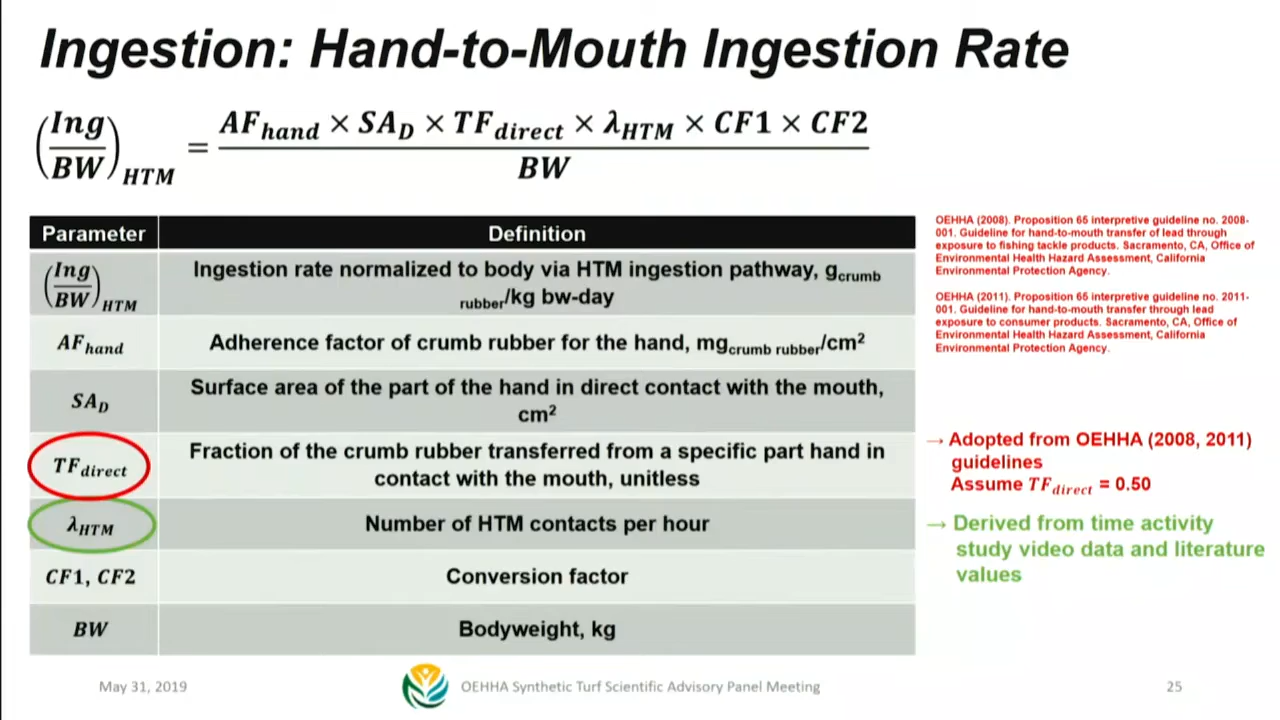 Ingestion: Hand-to-Mouth Ingestion Rate
(Ing/BW)HTM = (AFhand × SAD × TFdirect × λHTM × CF1 × CF2) / BW
Parameter Definition
(Ing/BW)HTM Ingestion rate normalized to body via HTM ingestion pathway, gcrumb
rubber/kg bw-day
AFhand Adherence factor of crumb rubber for the hand, mgcrumb rubber/cm²
SAD Surface area of the part of the hand in direct contact with the mouth,
cm²
TFdirect Fraction of the crumb rubber transferred from a specific part hand in
contact with the mouth, unitless
λHTM Number of HTM contacts per hour
CF1, CF2 Conversion factor
BW Bodyweight, kg
OEHHA (2008). Proposition 65 interpretive guideline no. 2008-
001. Guideline for hand-to-mouth transfer of lead through
exposure to fishing tackle products. Sacramento, CA, Office of
Environmental Health Hazard Assessment, California
Environmental Protection Agency.
OEHHA (2011). Proposition 65 interpretive guideline no. 2011-
001. Guideline for hand-to-mouth transfer through lead
exposure to consumer products. Sacramento, CA, Office of
Environmental Health Hazard Assessment, California
Environmental Protection Agency.
→ Adopted from OEHHA (2008, 2011)
guidelines
Assume TFdirect = 0.50
→ Derived from time activity
study video data and literature
values
May 31, 2019
OEHHA Synthetic Turf Scientific Advisory Panel Meeting
25